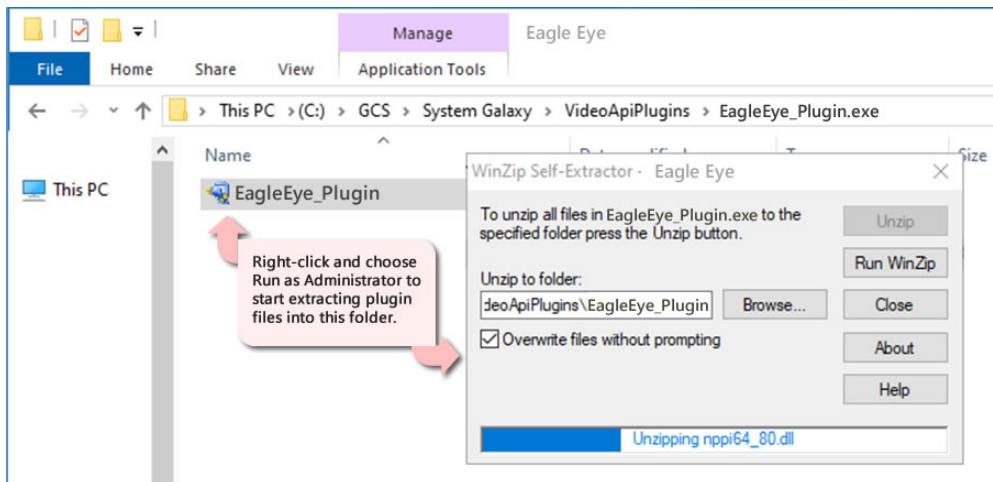 Manage
Eagle Eye
File
Home
Share
View
Application Tools
This PC > (C:) > GCS > System Galaxy > VideoApiPlugins > EagleEye_Plugin.exe
Name
Size
This PC
EagleEye_Plugin
Right-click and choose
Run as Administrator to
start extracting plugin
files into this folder.
WinZip Self-Extractor - Eagle Eye
To unzip all files in EagleEye_Plugin.exe to the
specified folder press the Unzip button.
Unzip to folder:
deoApiPlugins\EagleEye_Plugin
Browse...
Overwrite files without prompting
Unzip
Run WinZip
Close
About
Help
Unzipping nppi64_80.dll